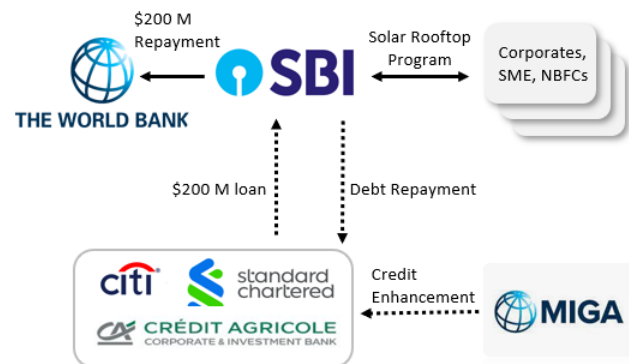 $200 M
Repayment
THE WORLD BANK
SBI
Solar Rooftop
Program
Corporates,
SME, NBFCs
$200 M loan
Debt Repayment
citi
standard
chartered
CA CRÉDIT AGRICOLE
CORPORATE & INVESTMENT BANK
Credit
Enhancement
MIGA